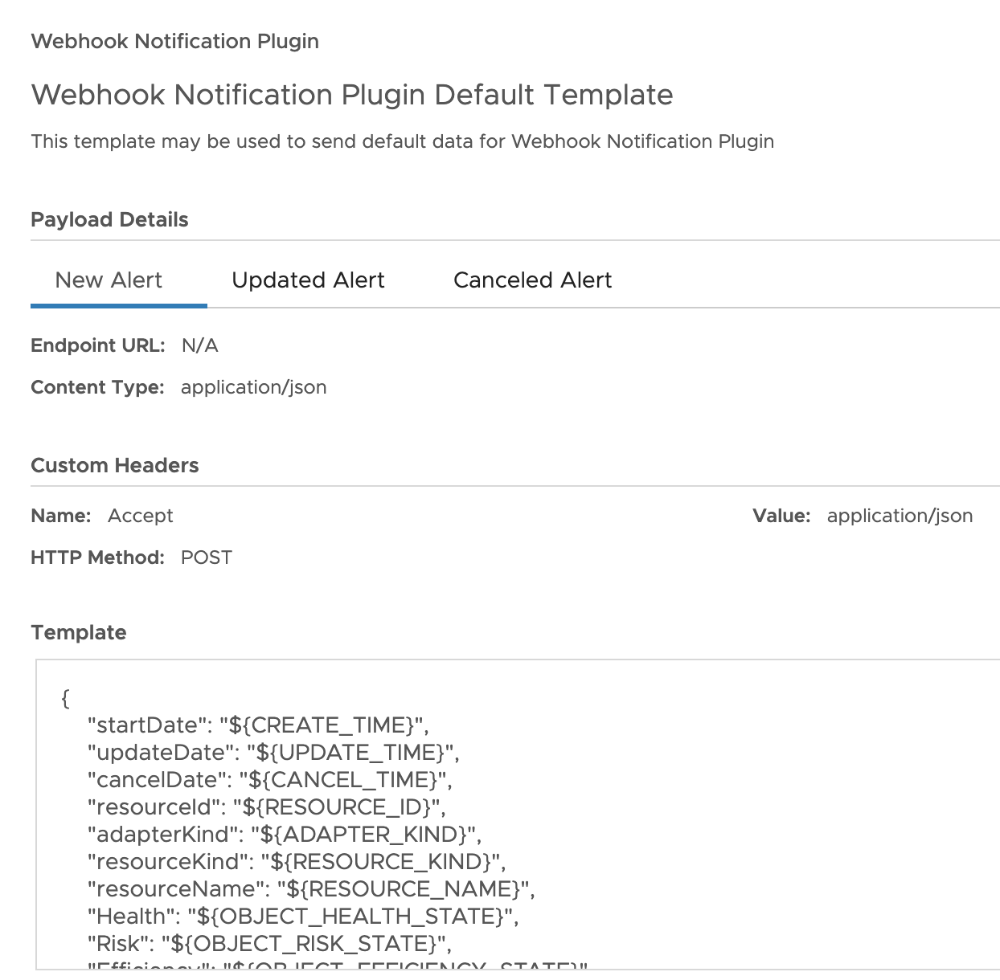 Webhook Notification Plugin
Webhook Notification Plugin Default Template
This template may be used to send default data for Webhook Notification Plugin
Payload Details
New Alert Updated Alert Canceled Alert
Endpoint URL: N/A
Content Type: application/json
Custom Headers
Name: Accept Value: application/json
HTTP Method: POST
Template
{
"startDate": "${CREATE_TIME}",
"updateDate": "${UPDATE_TIME}",
"cancelDate": "${CANCEL_TIME}",
"resourceId": "${RESOURCE_ID}",
"adapterKind": "${ADAPTER_KIND}",
"resourceKind": "${RESOURCE_KIND}",
"resourceName": "${RESOURCE_NAME}",
"Health": "${OBJECT_HEALTH_STATE}",
"Risk": "${OBJECT_RISK_STATE}",
"Efficiency": "${OBJECT_EFFICIENCY_STATE}"